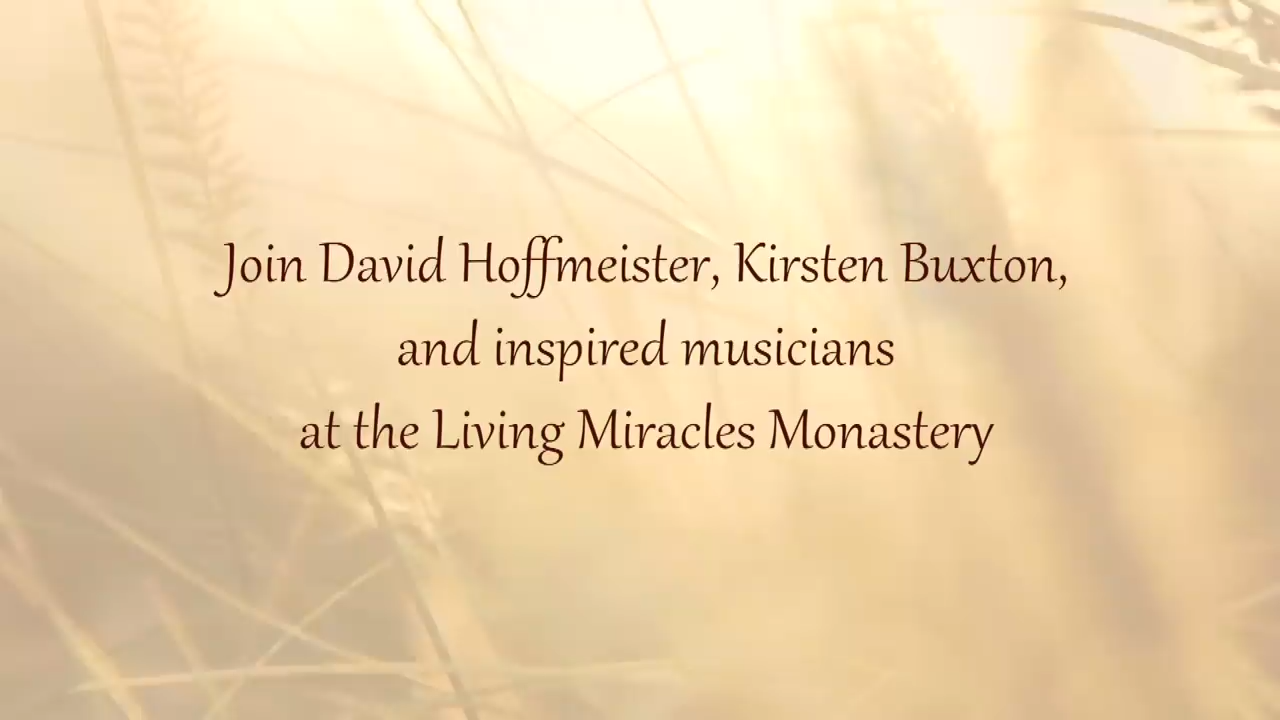 Join David Hoffmeister, Kirsten Buxton,
and inspired musicians
at the Living Miracles Monastery